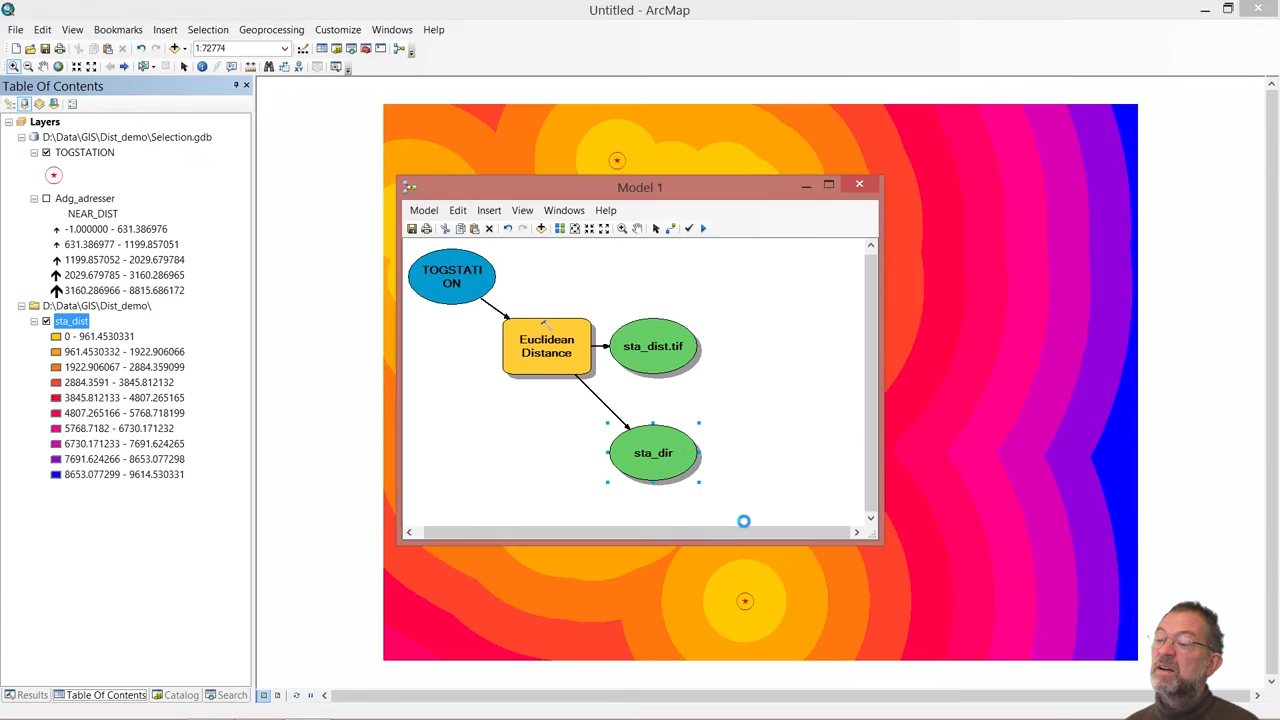 Untitled - ArcMap
File Edit View Bookmarks Insert Selection Geoprocessing Customize Windows Help
1:72774
Table Of Contents
Layers
D:\Data\GIS\Dist_demo\Selection.gdb
TOGSTATION
Adg_adresser
NEAR_DIST
-1.000000 - 631.386976
631.386977 - 1199.857051
1199.857052 - 2029.679784
2029.679785 - 3160.286965
3160.286966 - 8815.686172
D:\Data\GIS\Dist_demo\
sta_dist
0 - 961.4530331
961.4530332 - 1922.906066
1922.906067 - 2884.359099
2884.3591 - 3845.812132
3845.812133 - 4807.265165
4807.265166 - 5768.718199
5768.7182 - 6730.171232
6730.171233 - 7691.624265
7691.624266 - 8653.077298
8653.077299 - 9614.530331
Model 1
Model Edit Insert View Windows Help
TOGSTATI
ON
Euclidean
Distance
sta_dist.tif
sta_dir
Results Table Of Contents Catalog Search